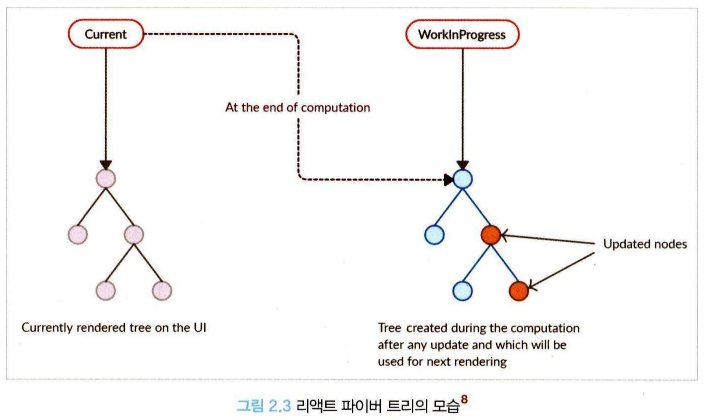 Current
WorkInProgress
At the end of computation
Updated nodes
Currently rendered tree on the UI
Tree created during the computation
after any update and which will be
used for next rendering
그림 2.3 리액트 파이버 트리의 모습8